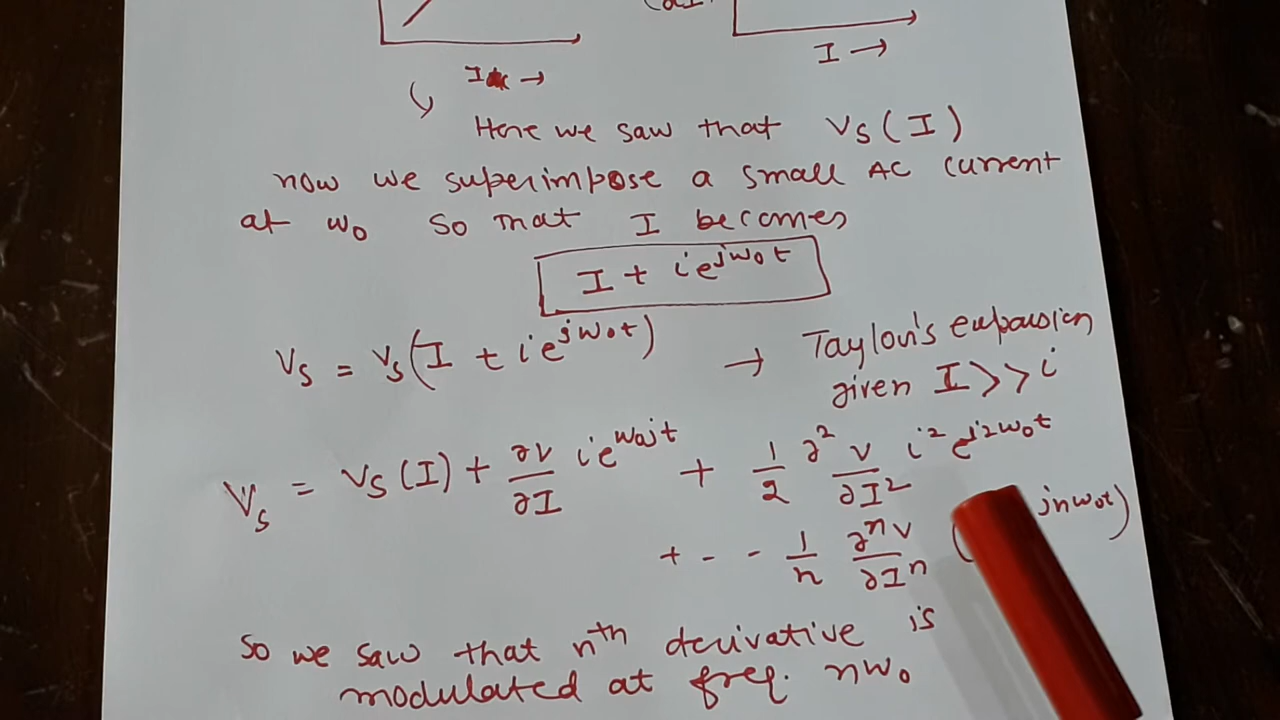 (∂I
I →
I →
Here we saw that Vs(I)
now we superimpose a small AC current
at w₀ so that I becomes
I + ie^jw₀t
Vs = Vs(I + ie^jw₀t) → Taylor's expansion
given I >> i
Vs = Vs(I) + ∂V/∂I ie^w₀jt + 1/2 ∂²V/∂I² i² e^j2w₀t
+ - - 1/n ∂ⁿV/∂Iⁿ ( jnw₀t)
So we saw that nth derivative is
modulated at freq. nw₀